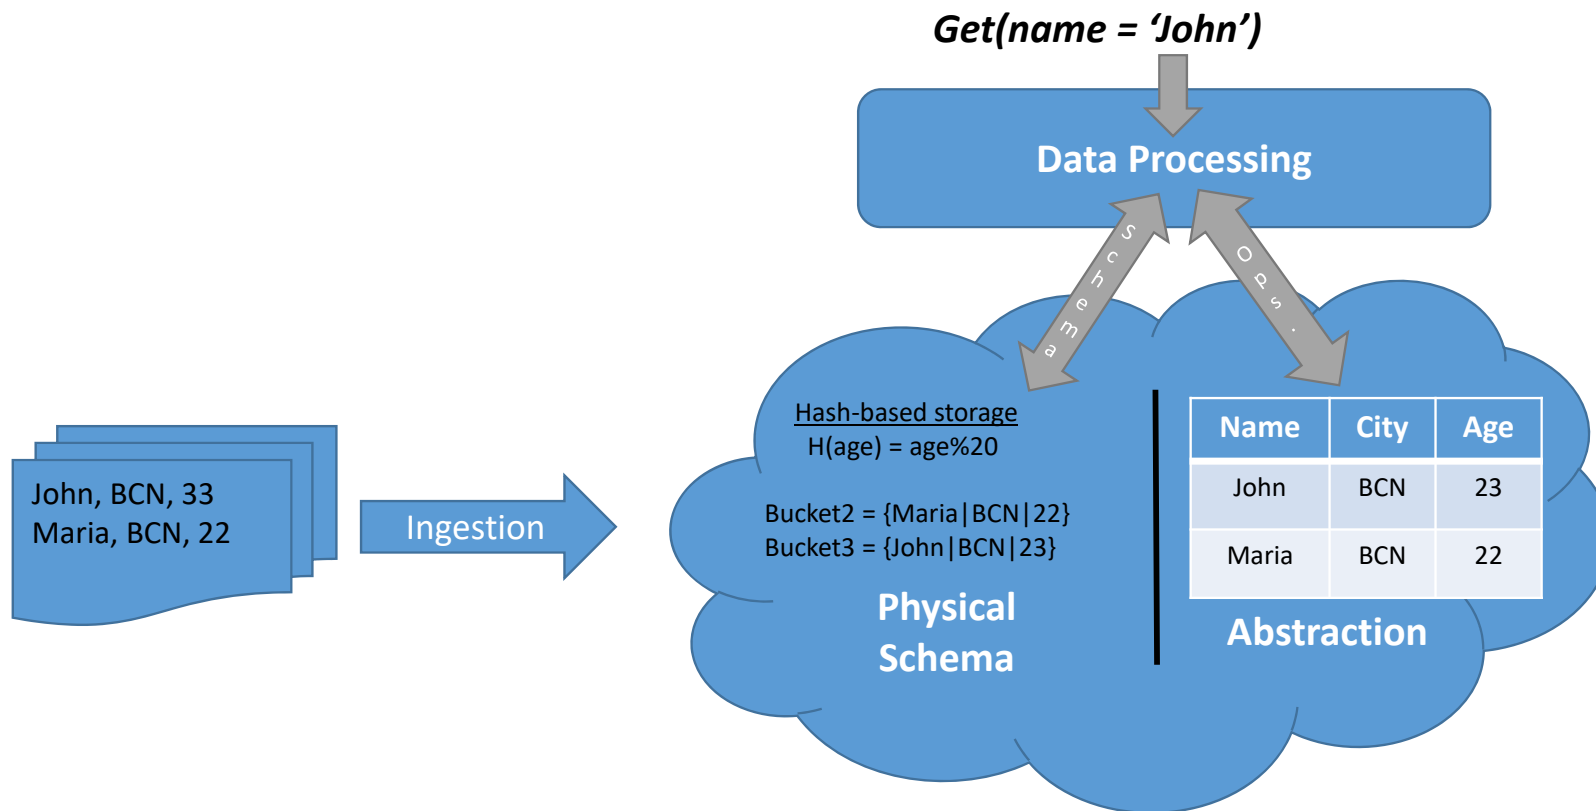 Get(name = ‘John’)
Data Processing
Schema
Ops.
John, BCN, 33
Maria, BCN, 22
Ingestion
Hash-based storage
H(age) = age%20
Bucket2 = {Maria|BCN|22}
Bucket3 = {John|BCN|23}
Physical
Schema
Name City Age
John BCN 23
Maria BCN 22
Abstraction